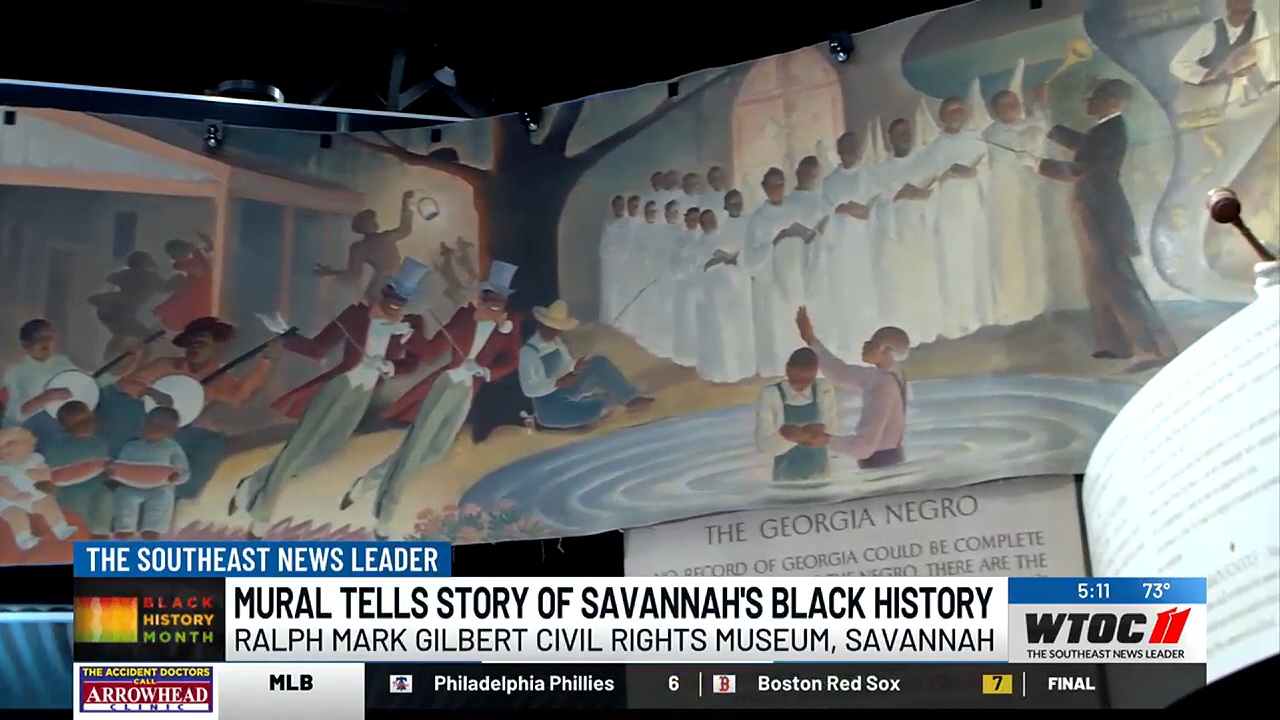 THE GEORGIA NEGRO
NO RECORD OF GEORGIA COULD BE COMPLETE
THE NEGRO. THERE ARE THE
THE SOUTHEAST NEWS LEADER
BLACK
HISTORY
MONTH
MURAL TELLS STORY OF SAVANNAH'S BLACK HISTORY
RALPH MARK GILBERT CIVIL RIGHTS MUSEUM, SAVANNAH
5:11 73°
WTOC 11
THE SOUTHEAST NEWS LEADER
THE ACCIDENT DOCTORS
CALL
ARROWHEAD
CLINIC
MLB Philadelphia Phillies 6 Boston Red Sox 7 FINAL